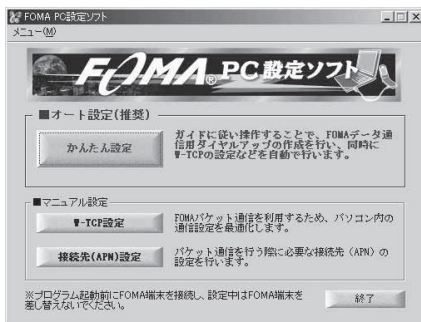 FOMA PC設定ソフト
メニュー(M)
FOMA® PC設定ソフト
■オート設定(推奨)
かんたん設定
ガイドに従い操作することで、FOMAデータ通
信用ダイヤルアップの作成を行い、同時に
W-TCPの設定などを自動で行います。
■マニュアル設定
W-TCP設定
FOMAパケット通信を利用するため、パソコン内の
通信設定を最適化します。
接続先(APN)設定
パケット通信を行う際に必要な接続先（APN）の
設定を行います。
※プログラム起動前にFOMA端末を接続し、設定中はFOMA端末を
差し替えないでください。
終了